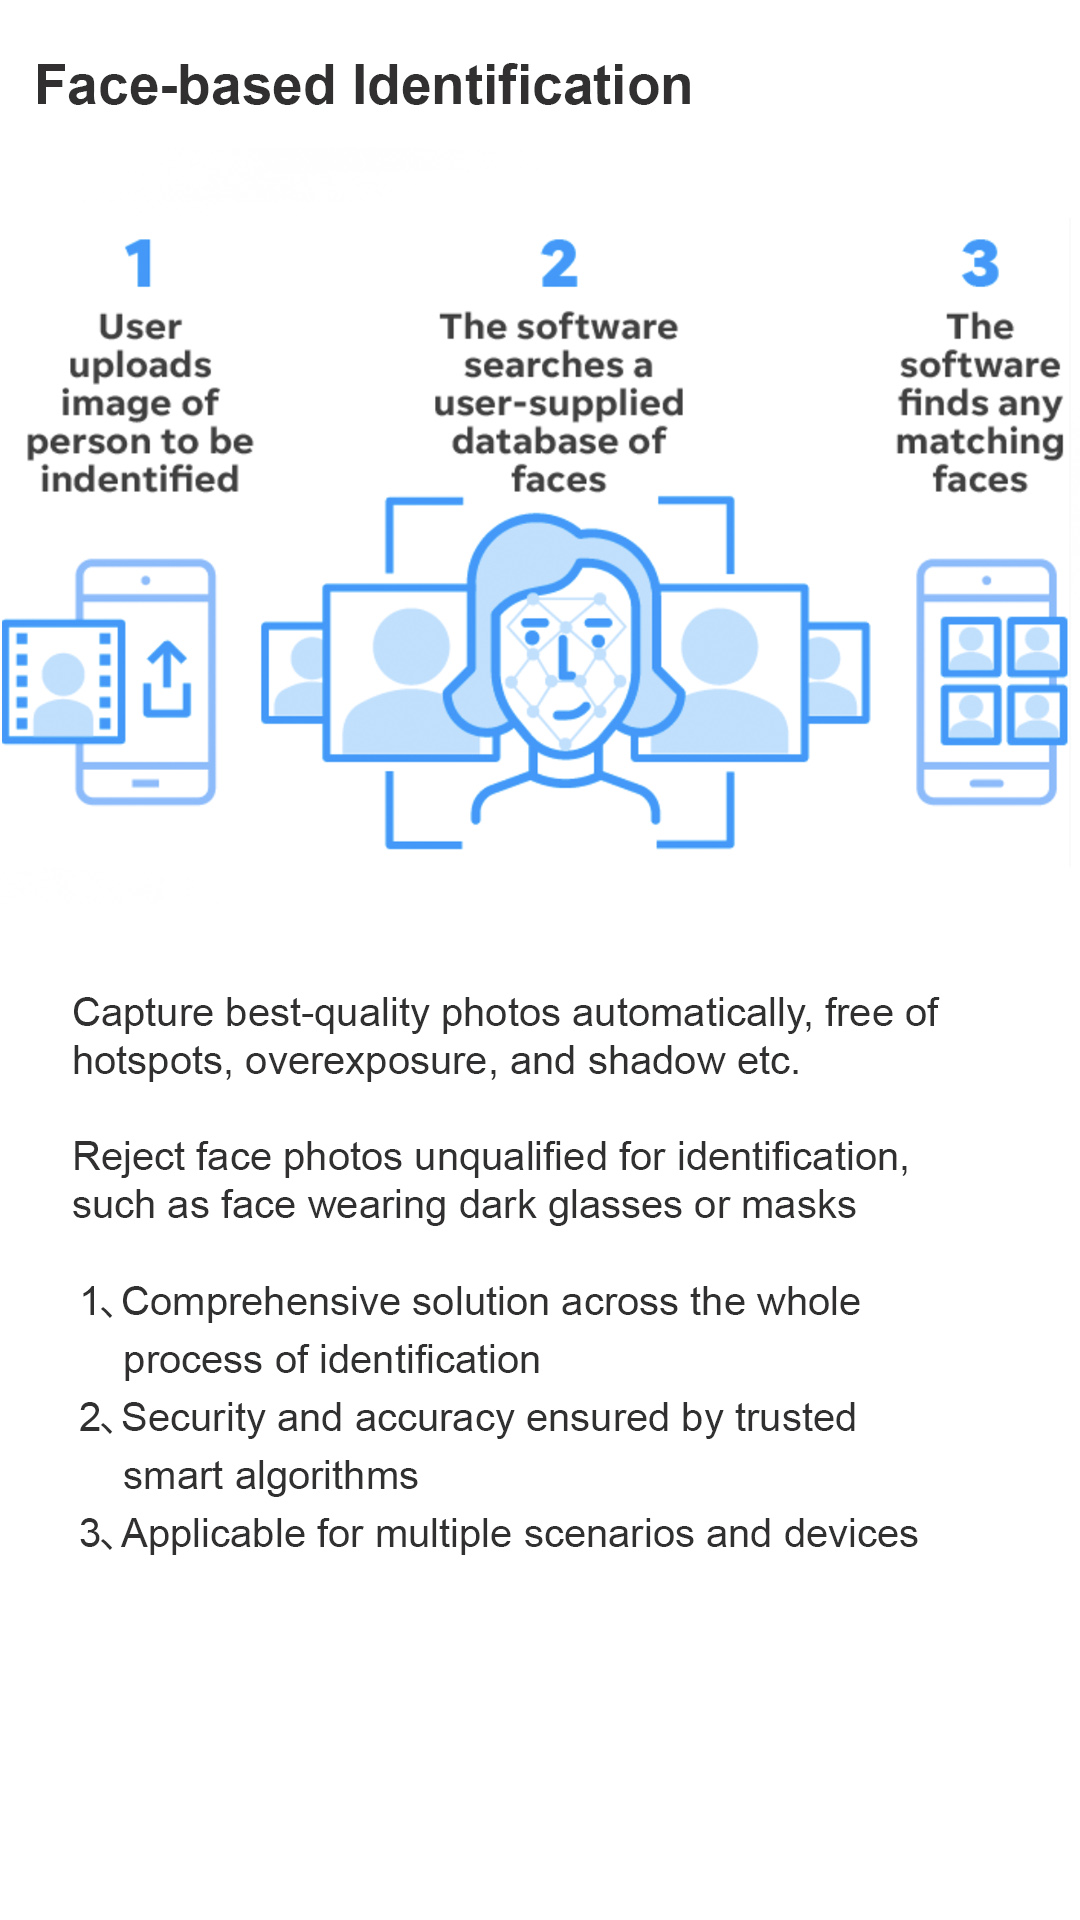 Face-based Identification
1
User
uploads
image of
person to be
indentified
2
The software
searches a
user-supplied
database of
faces
3
The
software
finds any
matching
faces
Capture best-quality photos automatically, free of
hotspots, overexposure, and shadow etc.
Reject face photos unqualified for identification,
such as face wearing dark glasses or masks
1、Comprehensive solution across the whole
process of identification
2、Security and accuracy ensured by trusted
smart algorithms
3、Applicable for multiple scenarios and devices